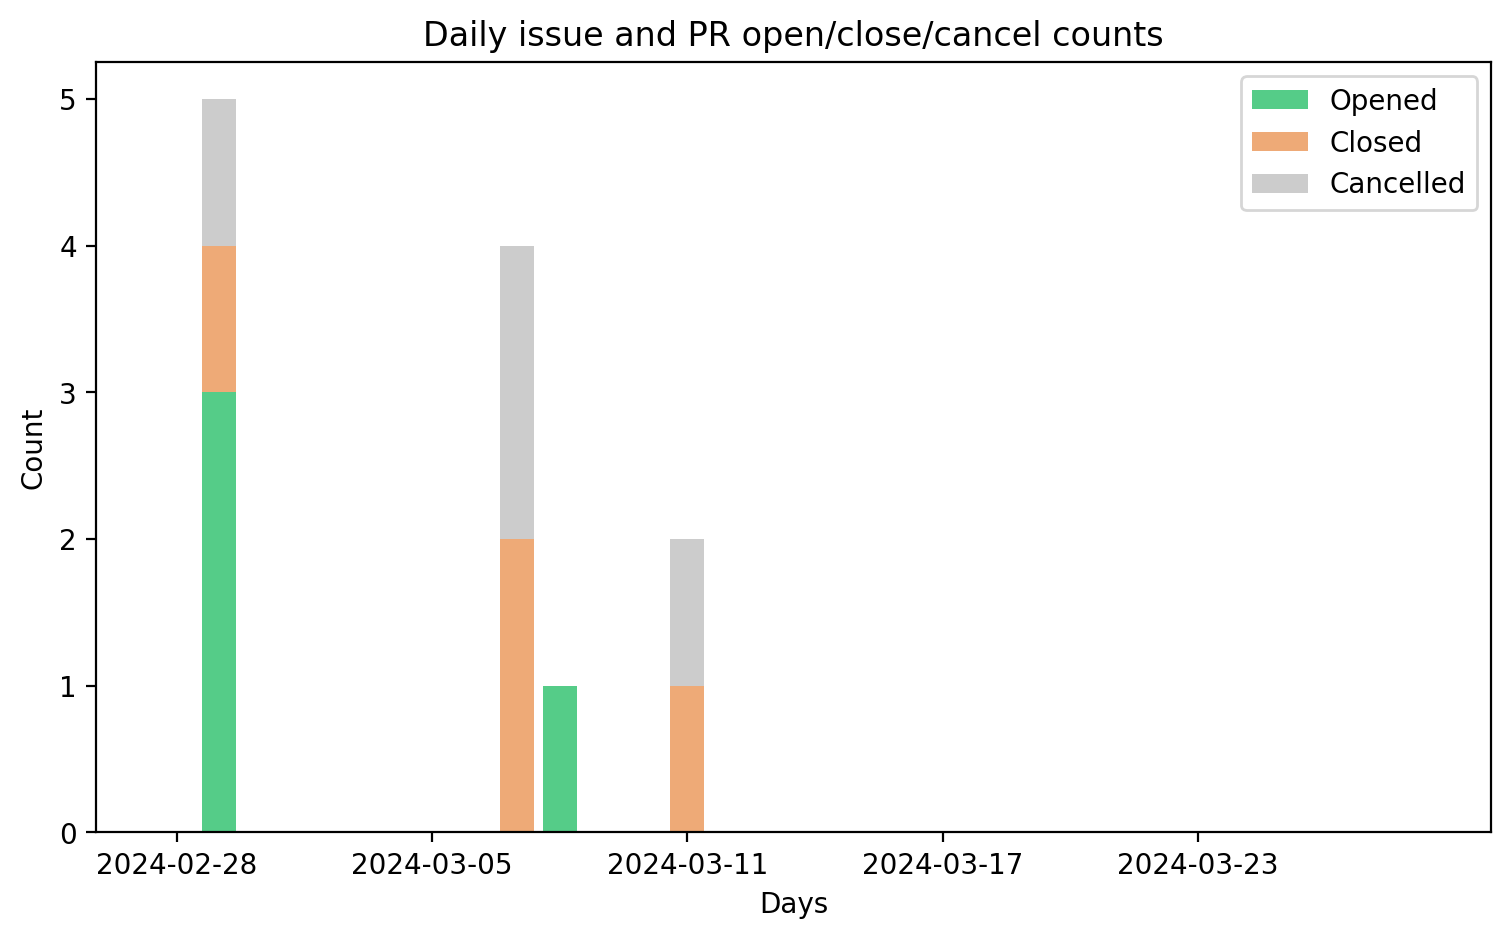 Daily issue and PR open/close/cancel counts
Opened
Closed
Cancelled
5
4
3
2
1
0
Count
2024-02-28
2024-03-05
2024-03-11
2024-03-17
2024-03-23
Days